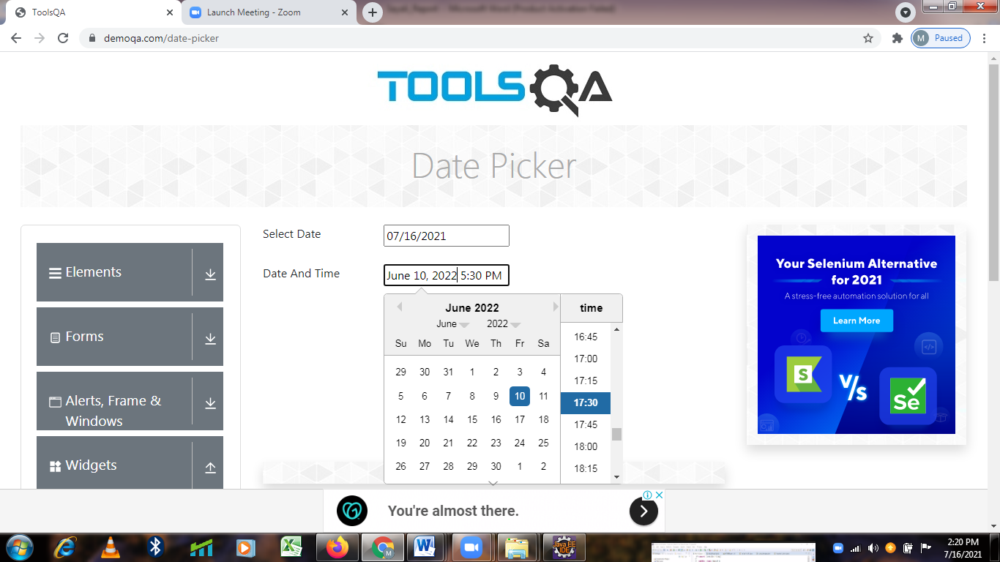 ToolsQA
Launch Meeting - Zoom
demoqa.com/date-picker
M Paused
TOOLSQA
Date Picker
Elements
Forms
Alerts, Frame &
Windows
Widgets
Select Date 07/16/2021
Date And Time June 10, 2022 5:30 PM
June 2022
June 2022
Su Mo Tu We Th Fr Sa
29 30 31 1 2 3 4
5 6 7 8 9 10 11
12 13 14 15 16 17 18
19 20 21 22 23 24 25
26 27 28 29 30 1 2
time
16:45
17:00
17:15
17:30
17:45
18:00
18:15
Your Selenium Alternative
for 2021
A stress-free automation solution for all
Learn More
S
V/s
Se
You're almost there.
M
Java EE
IDE
2:20 PM
7/16/2021